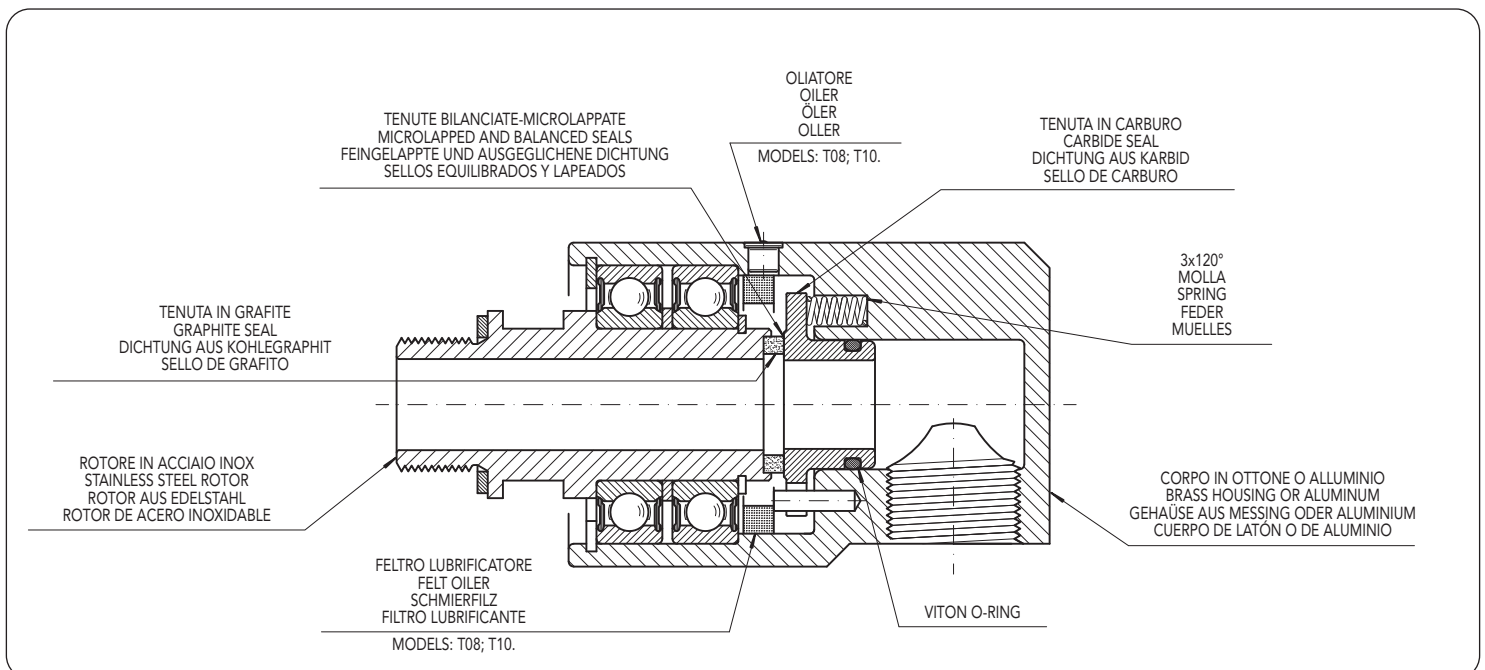 OLIATORE
OILER
ÖLER
OLLER
MODELS: T08; T10.
TENUTE BILANCIATE-MICROLAPPATE
MICROLAPPED AND BALANCED SEALS
FEINGELAPPTE UND AUSGEGLICHENE DICHTUNG
SELLOS EQUILIBRADOS Y LAPEADOS
TENUTA IN CARBURO
CARBIDE SEAL
DICHTUNG AUS KARBID
SELLO DE CARBURO
3x120°
MOLLA
SPRING
FEDER
MUELLES
TENUTA IN GRAFITE
GRAPHITE SEAL
DICHTUNG AUS KOHLEGRAPHIT
SELLO DE GRAFITO
ROTORE IN ACCIAIO INOX
STAINLESS STEEL ROTOR
ROTOR AUS EDELSTAHL
ROTOR DE ACERO INOXIDABLE
CORPO IN OTTONE O ALLUMINIO
BRASS HOUSING OR ALUMINUM
GEHAÜSE AUS MESSING ODER ALUMINIUM
CUERPO DE LATÓN O DE ALUMINIO
FELTRO LUBRIFICATORE
FELT OILER
SCHMIERFILZ
FILTRO LUBRIFICANTE
MODELS: T08; T10.
VITON O-RING